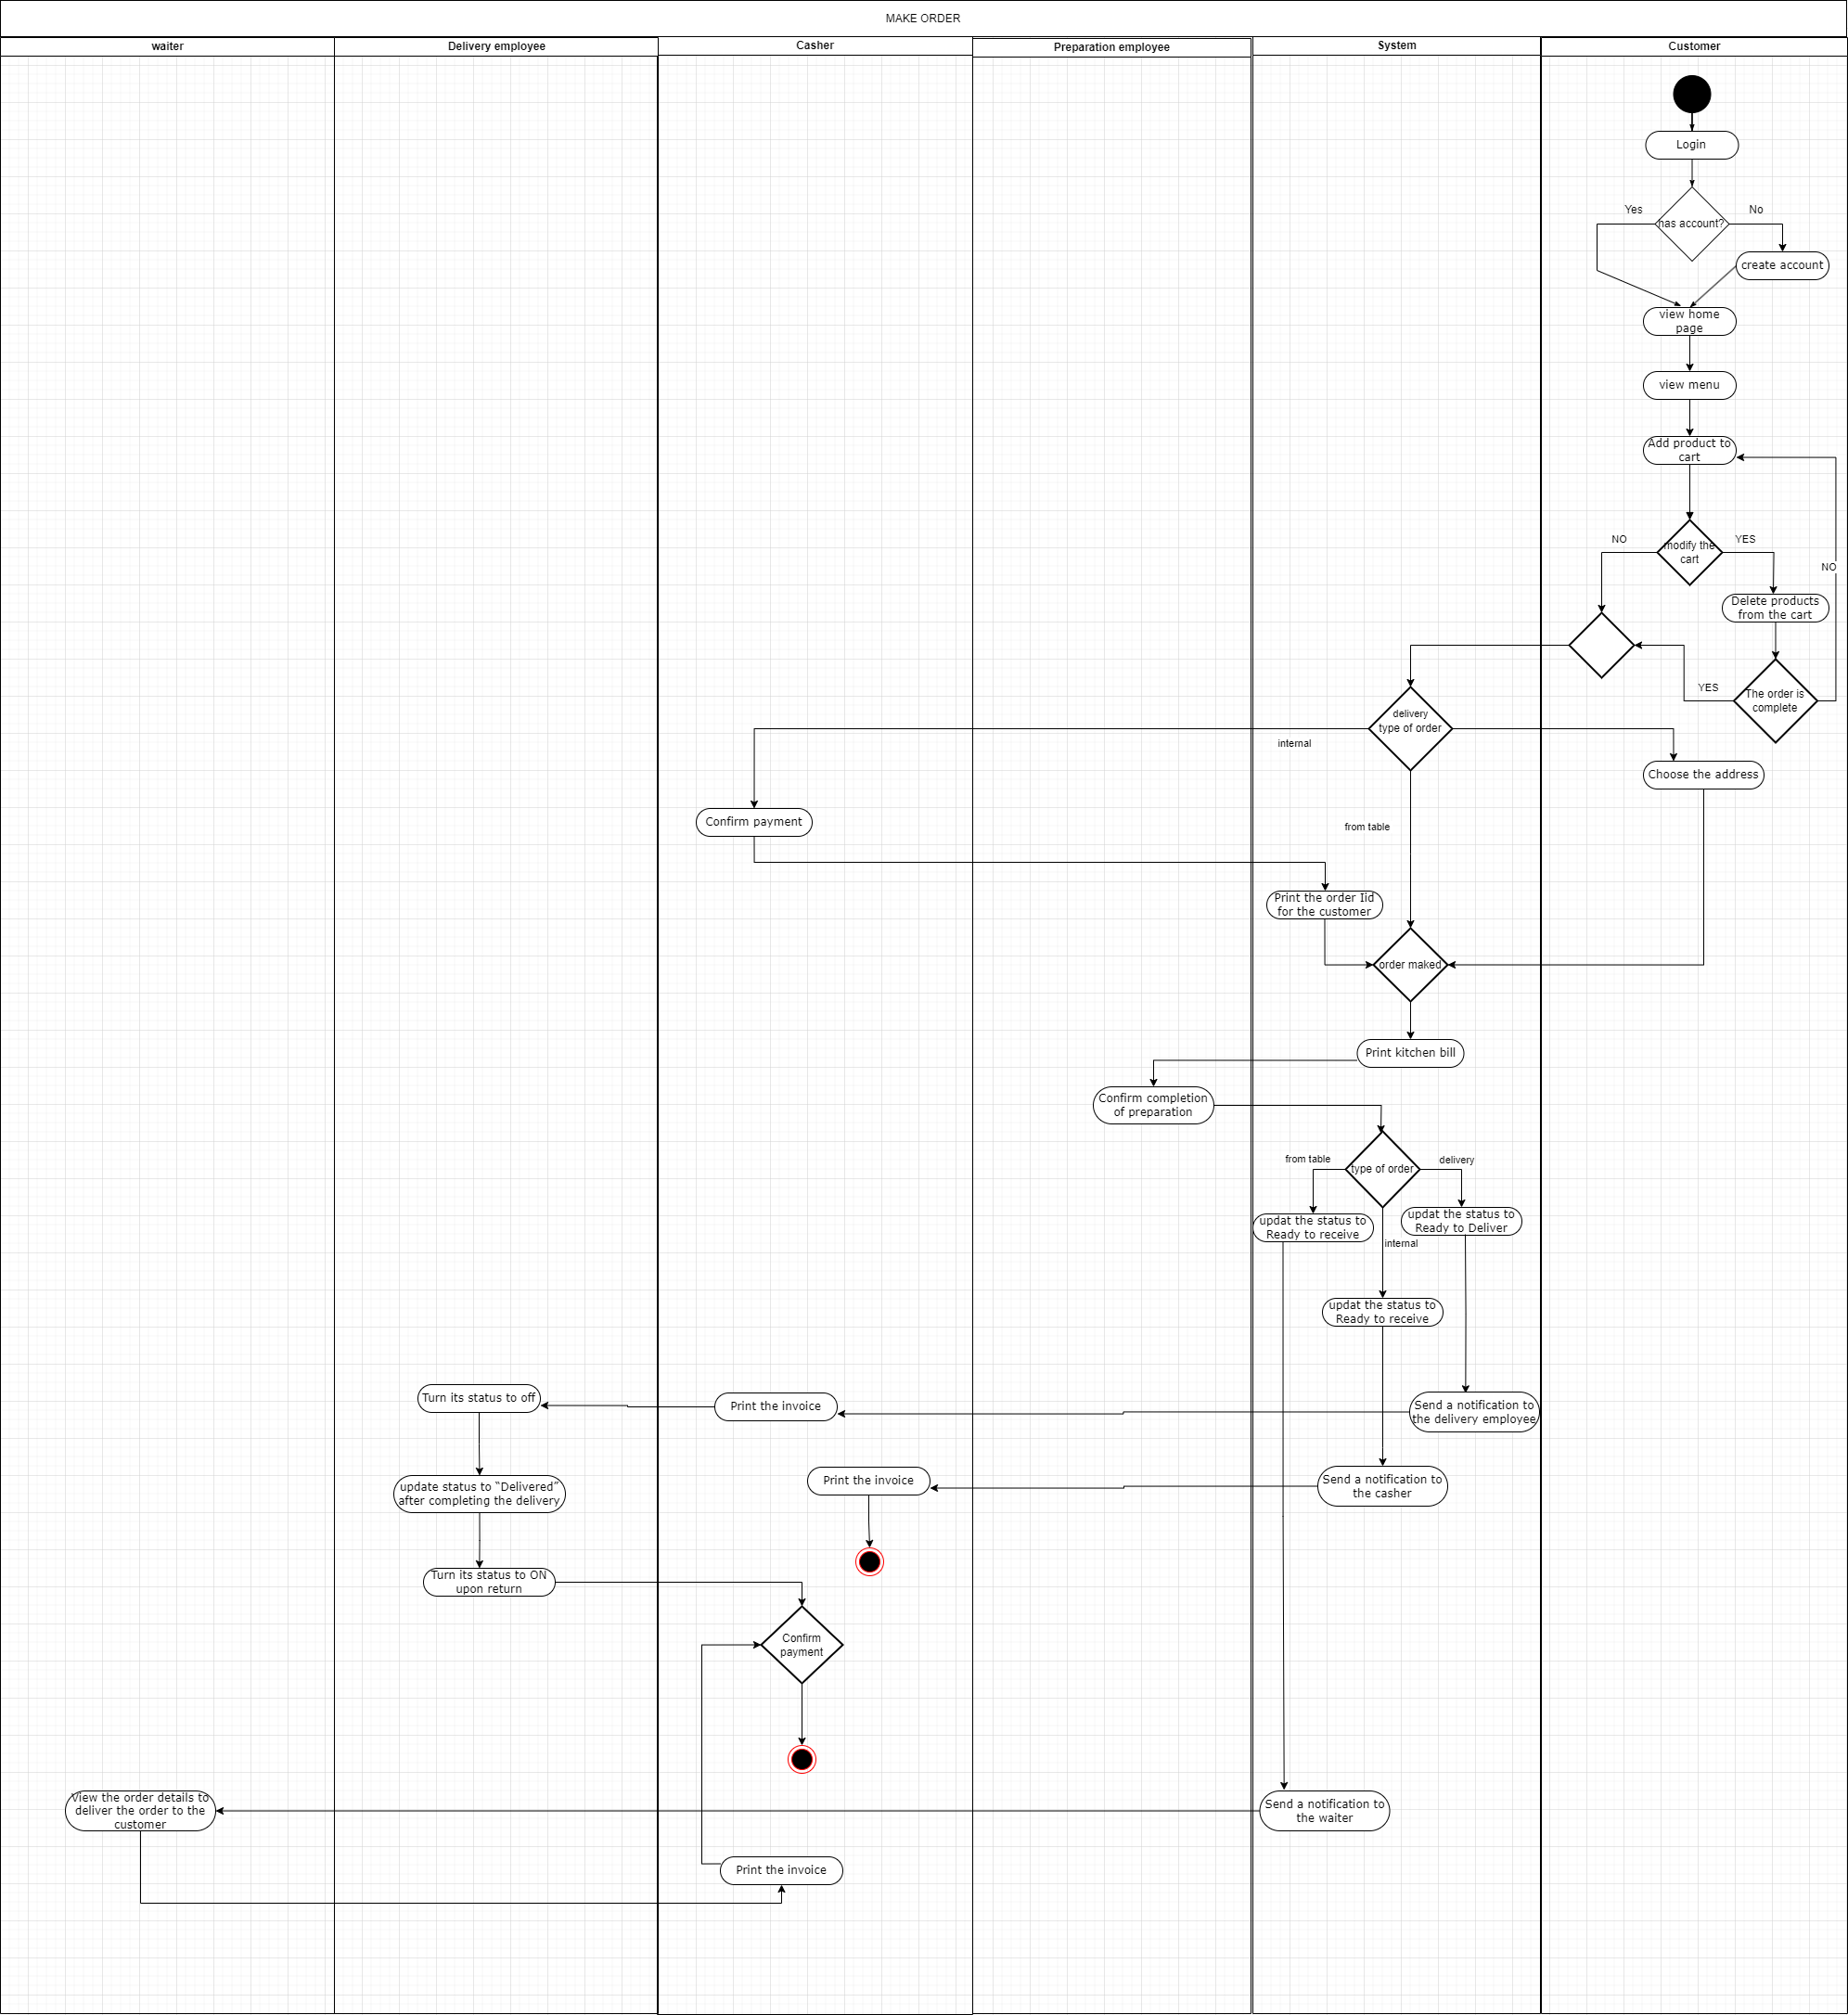 MAKE ORDER
waiter
Delivery employee
Casher
Preparation employee
System
Customer
Login
has account?
Yes
No
create account
view home
page
view menu
Add product to
cart
modify the
cart
NO
YES
NO
Delete products
from the cart
The order is
complete
YES
delivery
type of order
internal
Choose the address
Confirm payment
from table
Print the order Iid
for the customer
order maked
Print kitchen bill
Confirm completion
of preparation
from table
type of order
delivery
updat the status to
Ready to receive
updat the status to
Ready to Deliver
internal
updat the status to
Ready to receive
Turn its status to off
Print the invoice
Send a notification to
the delivery employee
update status to “Delivered”
after completing the delivery
Print the invoice
Send a notification to
the casher
Turn its status to ON
upon return
Confirm
payment
View the order details to
deliver the order to the
customer
Send a notification to
the waiter
Print the invoice